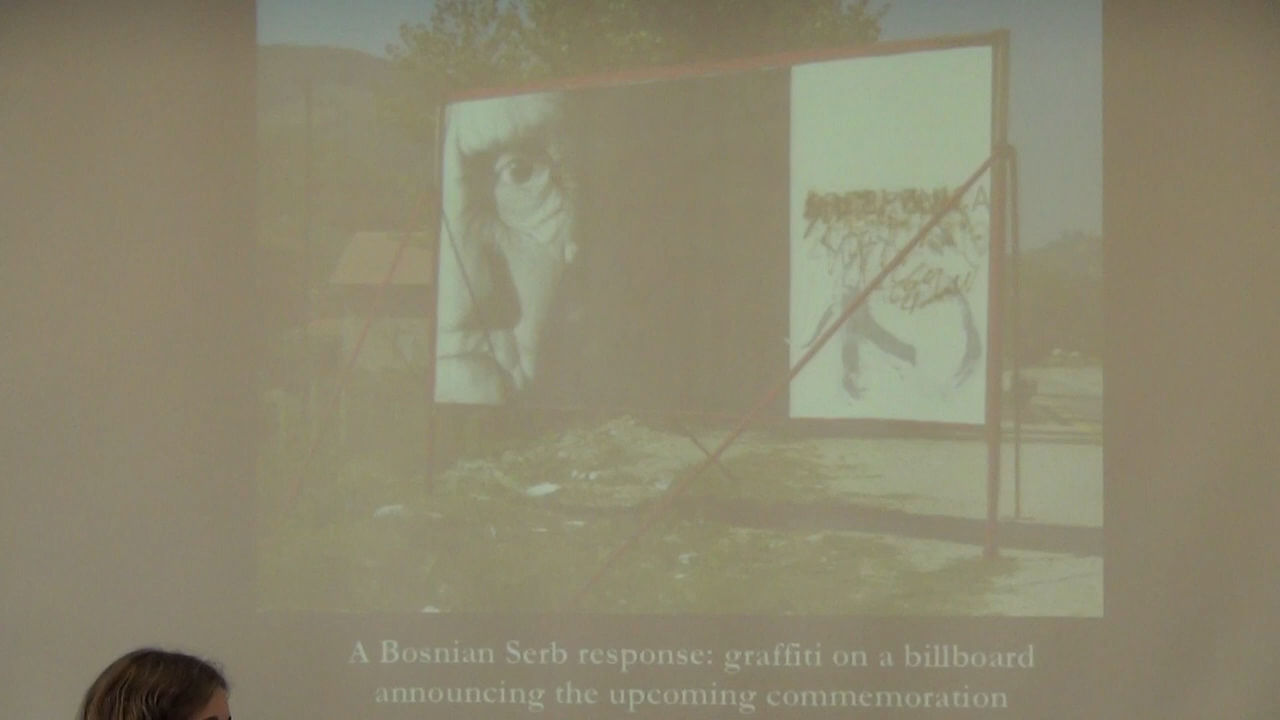 A Bosnian Serb response: graffiti on a billboard
announcing the upcoming commemoration